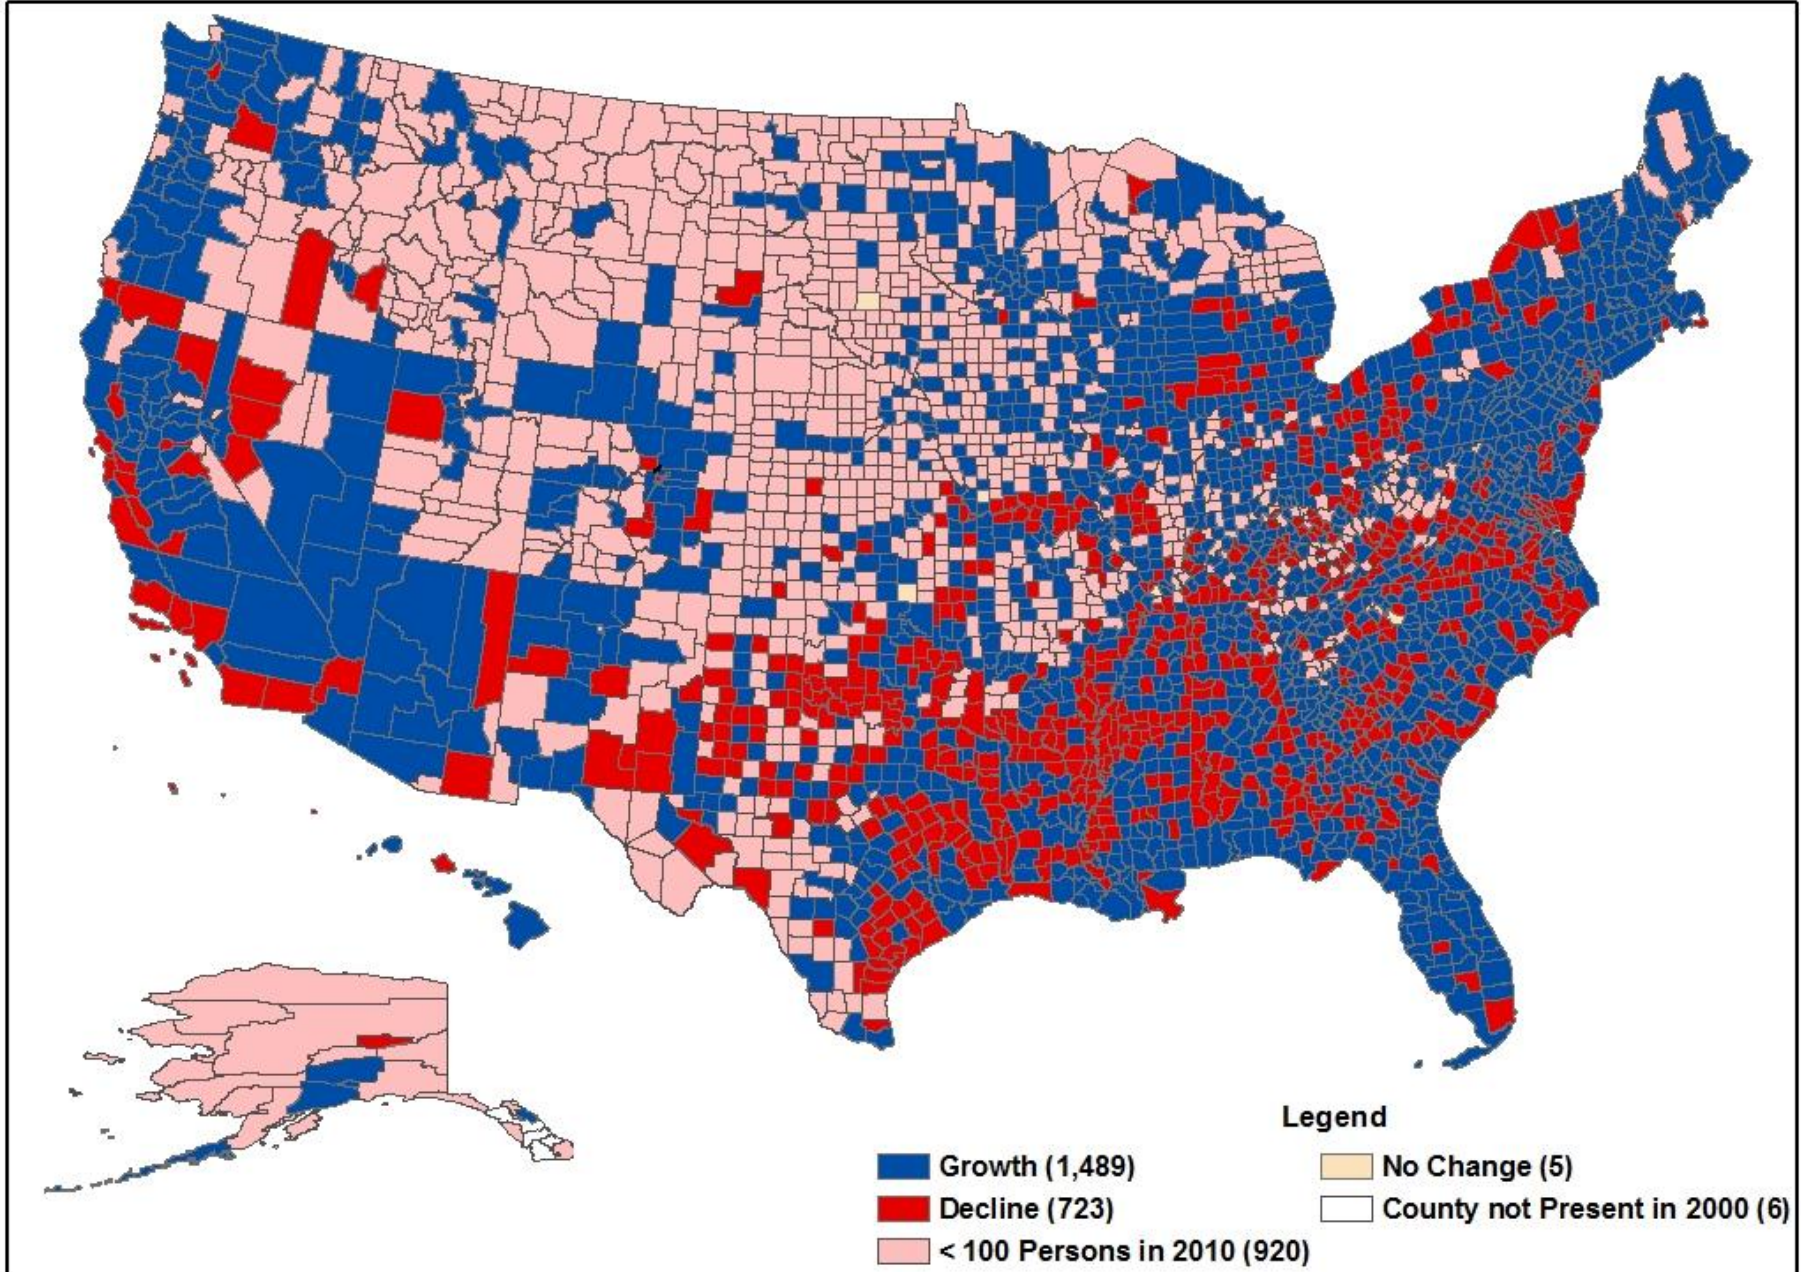 Legend
Growth (1,489)
No Change (5)
Decline (723)
County not Present in 2000 (6)
< 100 Persons in 2010 (920)